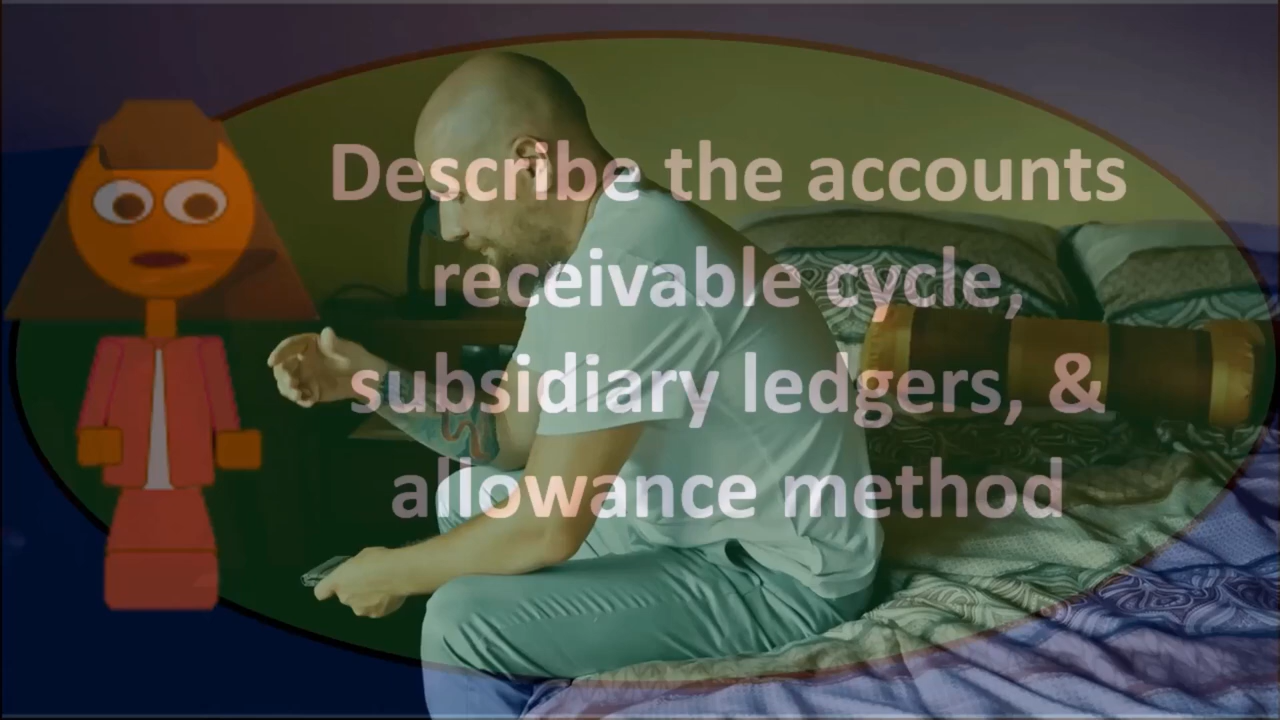 Describe the accounts
receivable cycle,
subsidiary ledgers, &
allowance method